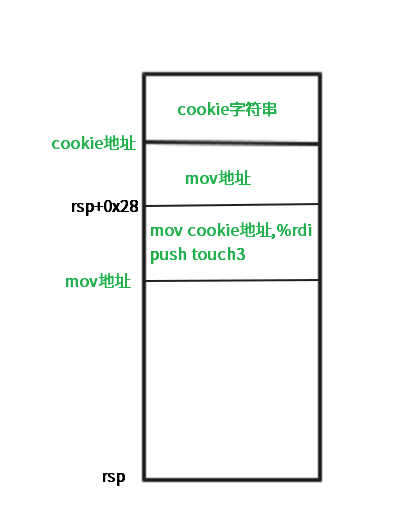 cookie字符串
cookie地址
mov地址
rsp+0x28
mov cookie地址,%rdi
push touch3
mov地址
rsp